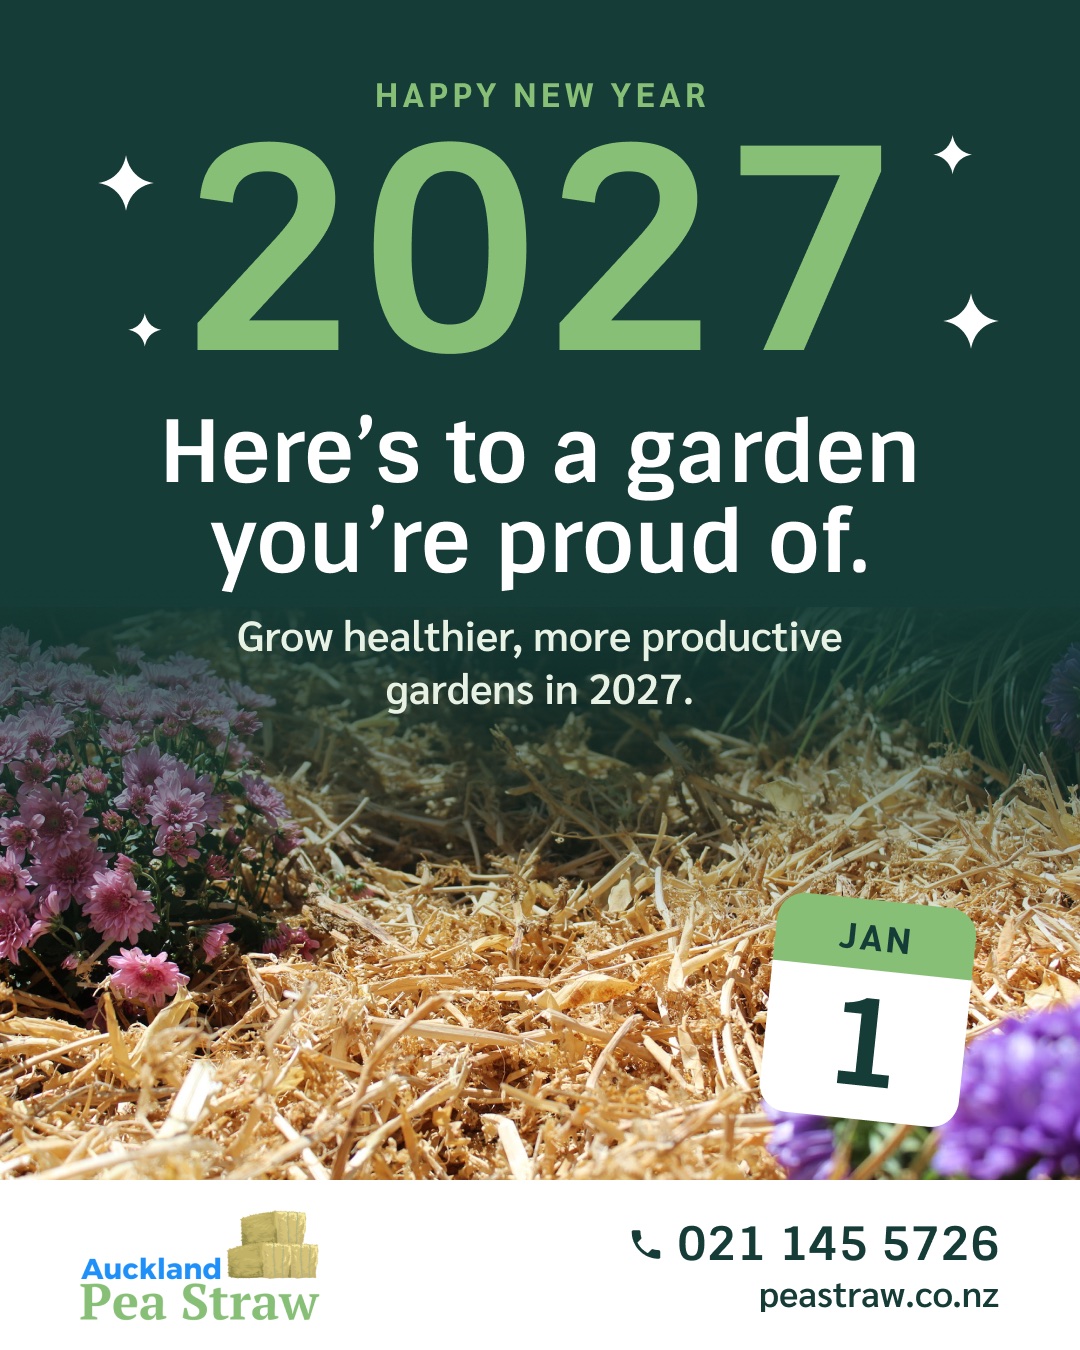 HAPPY NEW YEAR
2027
Here’s to a garden
you’re proud of.
Grow healthier, more productive
gardens in 2027.
JAN
1
Auckland
Pea Straw
021 145 5726
peastraw.co.nz